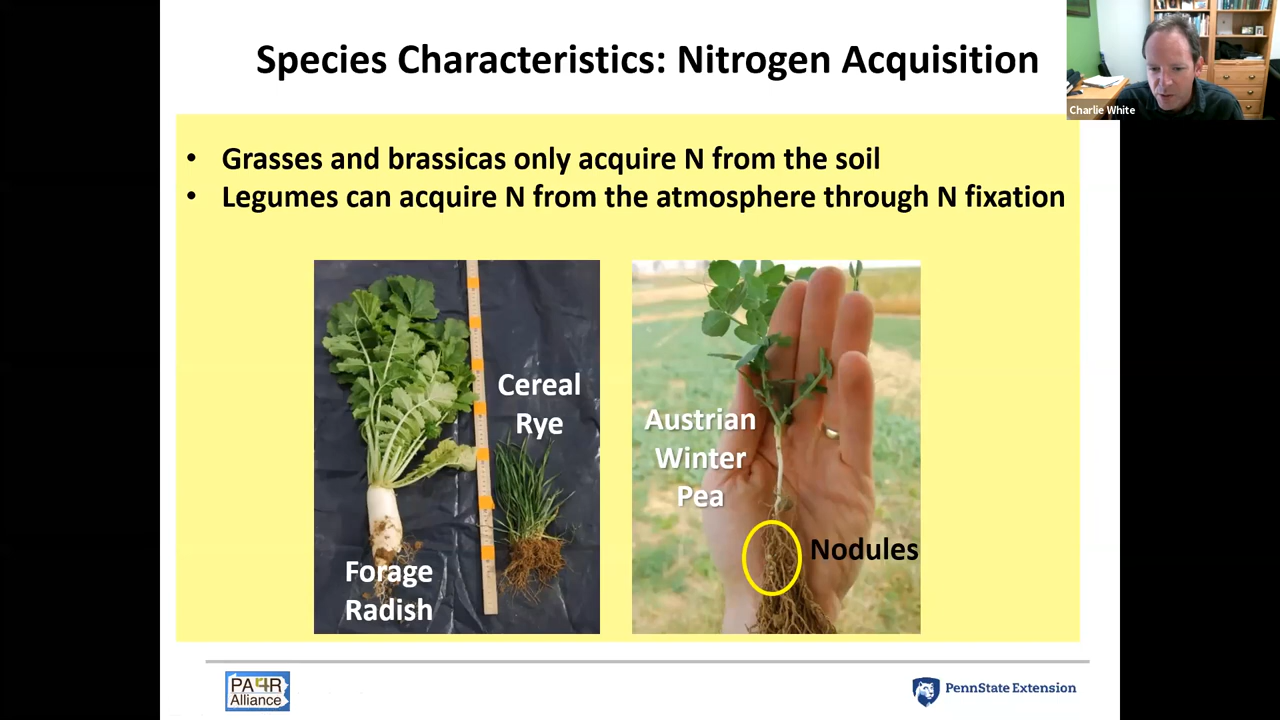 Species Characteristics: Nitrogen Acquisition
Charlie White
• Grasses and brassicas only acquire N from the soil
• Legumes can acquire N from the atmosphere through N fixation
Cereal
Rye
Forage
Radish
Austrian
Winter
Pea
Nodules
PA4R
Alliance
PennState Extension